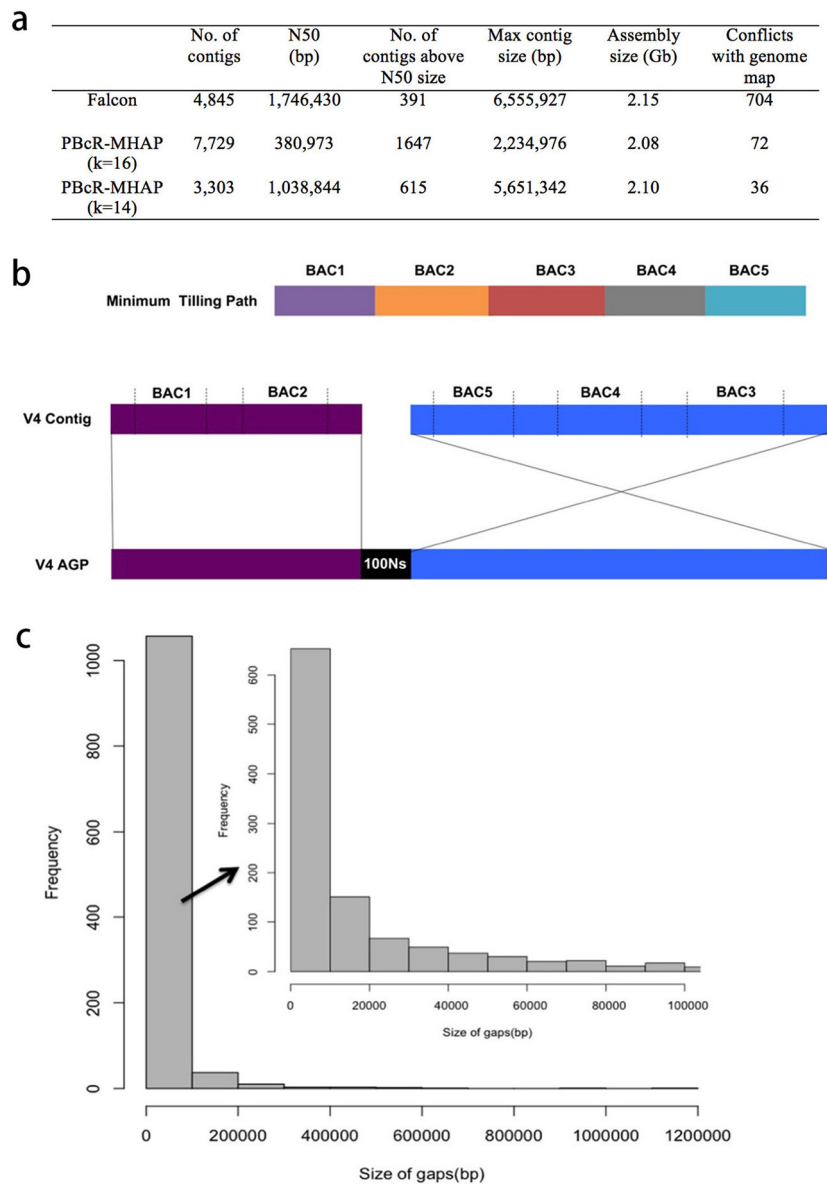 a
No. of contigs N50 (bp) No. of contigs above N50 size Max contig size (bp) Assembly size (Gb) Conflicts with genome map
Falcon 4,845 1,746,430 391 6,555,927 2.15 704
PBcR-MHAP (k=16) 7,729 380,973 1647 2,234,976 2.08 72
PBcR-MHAP (k=14) 3,303 1,038,844 615 5,651,342 2.10 36
b
BAC1 BAC2 BAC3 BAC4 BAC5
Minimum Tilling Path
BAC1 BAC2 BAC5 BAC4 BAC3
V4 Contig
V4 AGP 100Ns
c
Frequency
0 200 400 600 800 1000
0 200000 400000 600000 800000 1000000 1200000
Size of gaps(bp)
Frequency
0 100 200 300 400 500 600
0 20000 40000 60000 80000 100000
Size of gaps(bp)